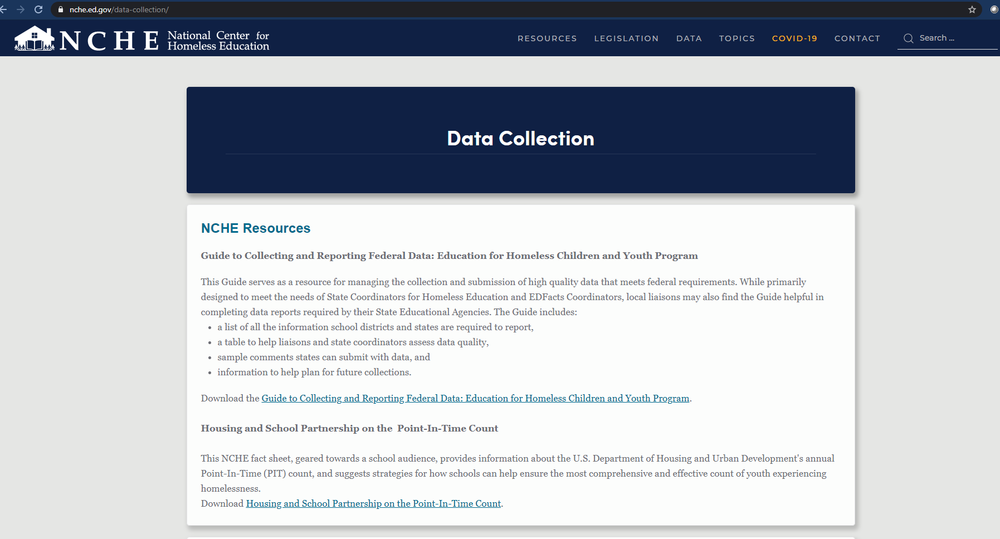 nche.ed.gov/data-collection/
NCHE National Center for
Homeless Education
RESOURCES LEGISLATION DATA TOPICS COVID-19 CONTACT Search ...
Data Collection
NCHE Resources
Guide to Collecting and Reporting Federal Data: Education for Homeless Children and Youth Program
This Guide serves as a resource for managing the collection and submission of high quality data that meets federal requirements. While primarily
designed to meet the needs of State Coordinators for Homeless Education and EDFacts Coordinators, local liaisons may also find the Guide helpful in
completing data reports required by their State Educational Agencies. The Guide includes:
• a list of all the information school districts and states are required to report,
• a table to help liaisons and state coordinators assess data quality,
• sample comments states can submit with data, and
• information to help plan for future collections.
Download the Guide to Collecting and Reporting Federal Data: Education for Homeless Children and Youth Program.
Housing and School Partnership on the  Point-In-Time Count
This NCHE fact sheet, geared towards a school audience, provides information about the U.S. Department of Housing and Urban Development's annual
Point-In-Time (PIT) count, and suggests strategies for how schools can help ensure the most comprehensive and effective count of youth experiencing
homelessness.
Download Housing and School Partnership on the Point-In-Time Count.